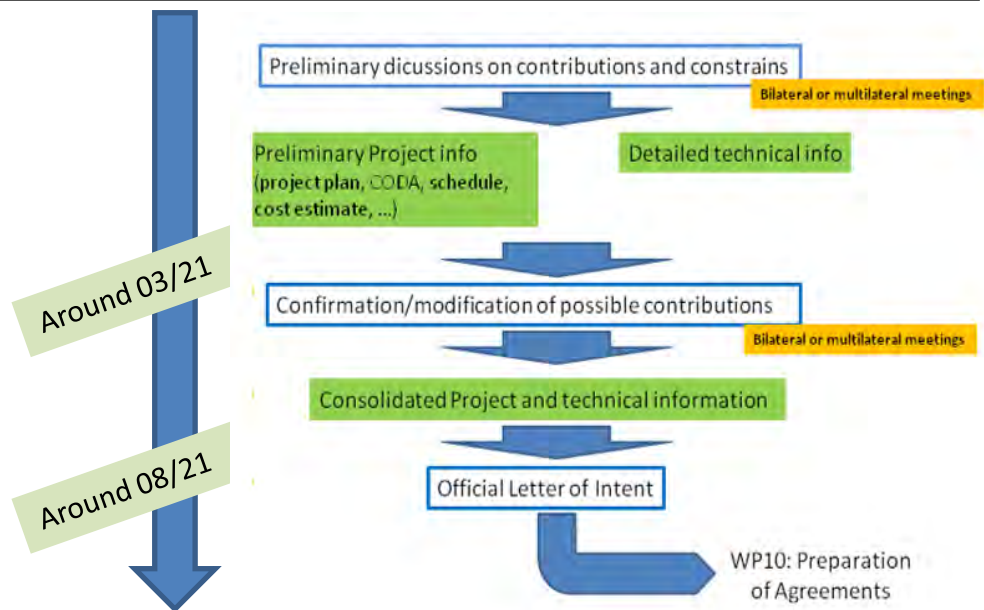 Preliminary dicussions on contributions and constrains
Bilateral or multilateral meetings
Preliminary Project info
(project plan, CODA, schedule,
cost estimate, ...)
Detailed technical info
Around 03/21
Confirmation/modification of possible contributions
Bilateral or multilateral meetings
Consolidated Project and technical information
Around 08/21
Official Letter of Intent
WP10: Preparation
of Agreements